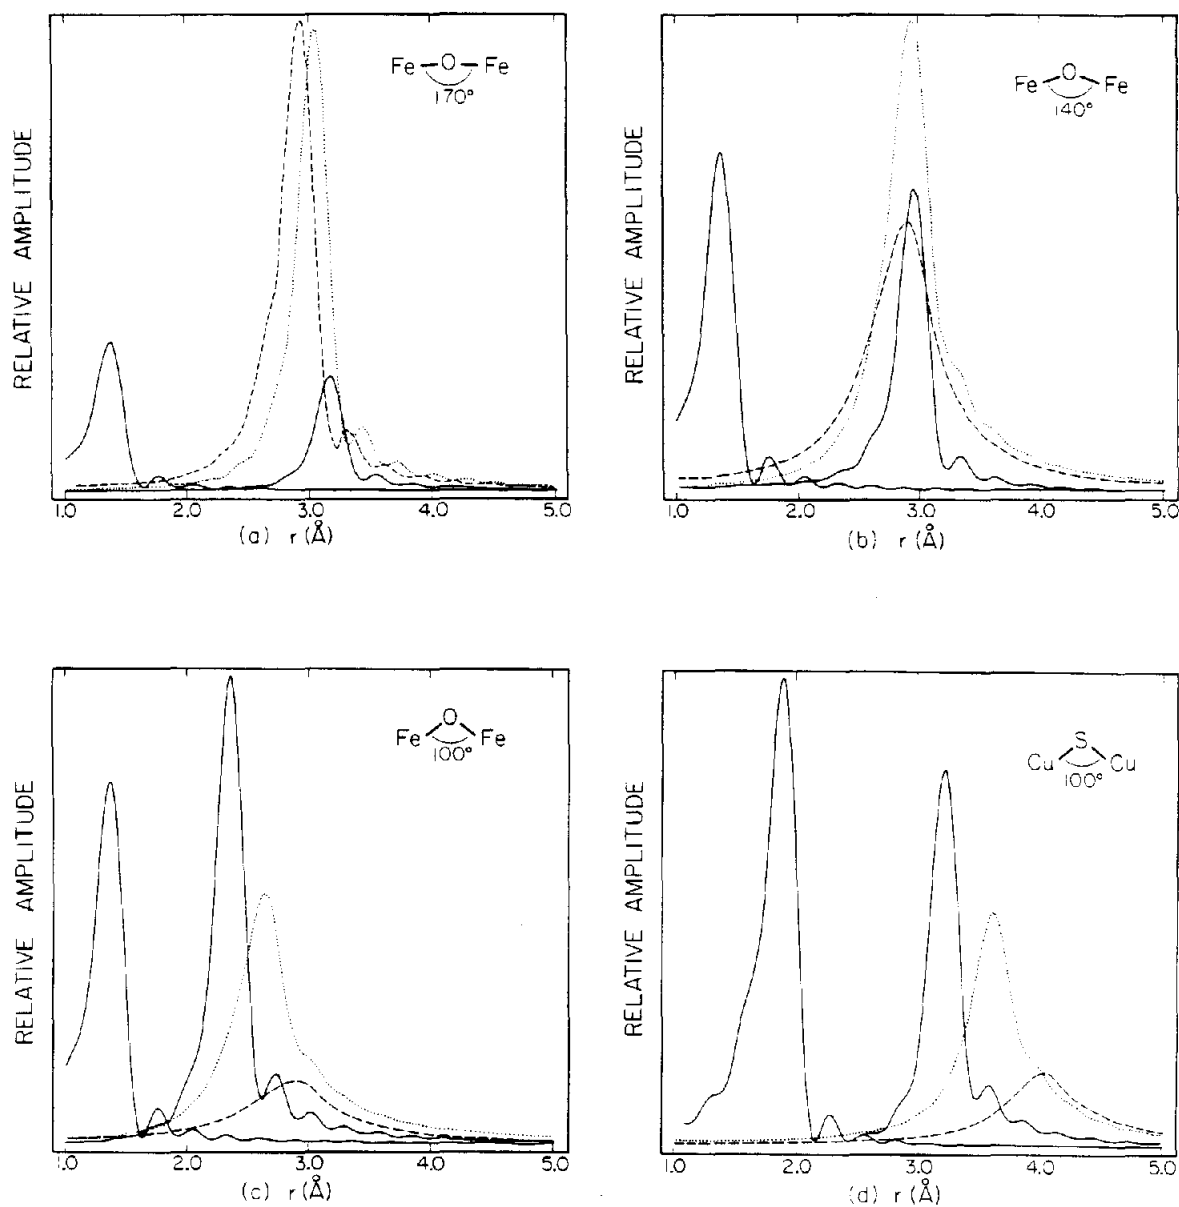 RELATIVE AMPLITUDE
Fe O Fe
170°
1.0 2.0 3.0 4.0 5.0
(a) r (Å)
RELATIVE AMPLITUDE
Fe O Fe
140°
1.0 2.0 3.0 4.0 5.0
(b) r (Å)
RELATIVE AMPLITUDE
Fe O Fe
100°
1.0 2.0 3.0 4.0 5.0
(c) r (Å)
RELATIVE AMPLITUDE
Cu S Cu
100°
1.0 2.0 3.0 4.0 5.0
(d) r (Å)